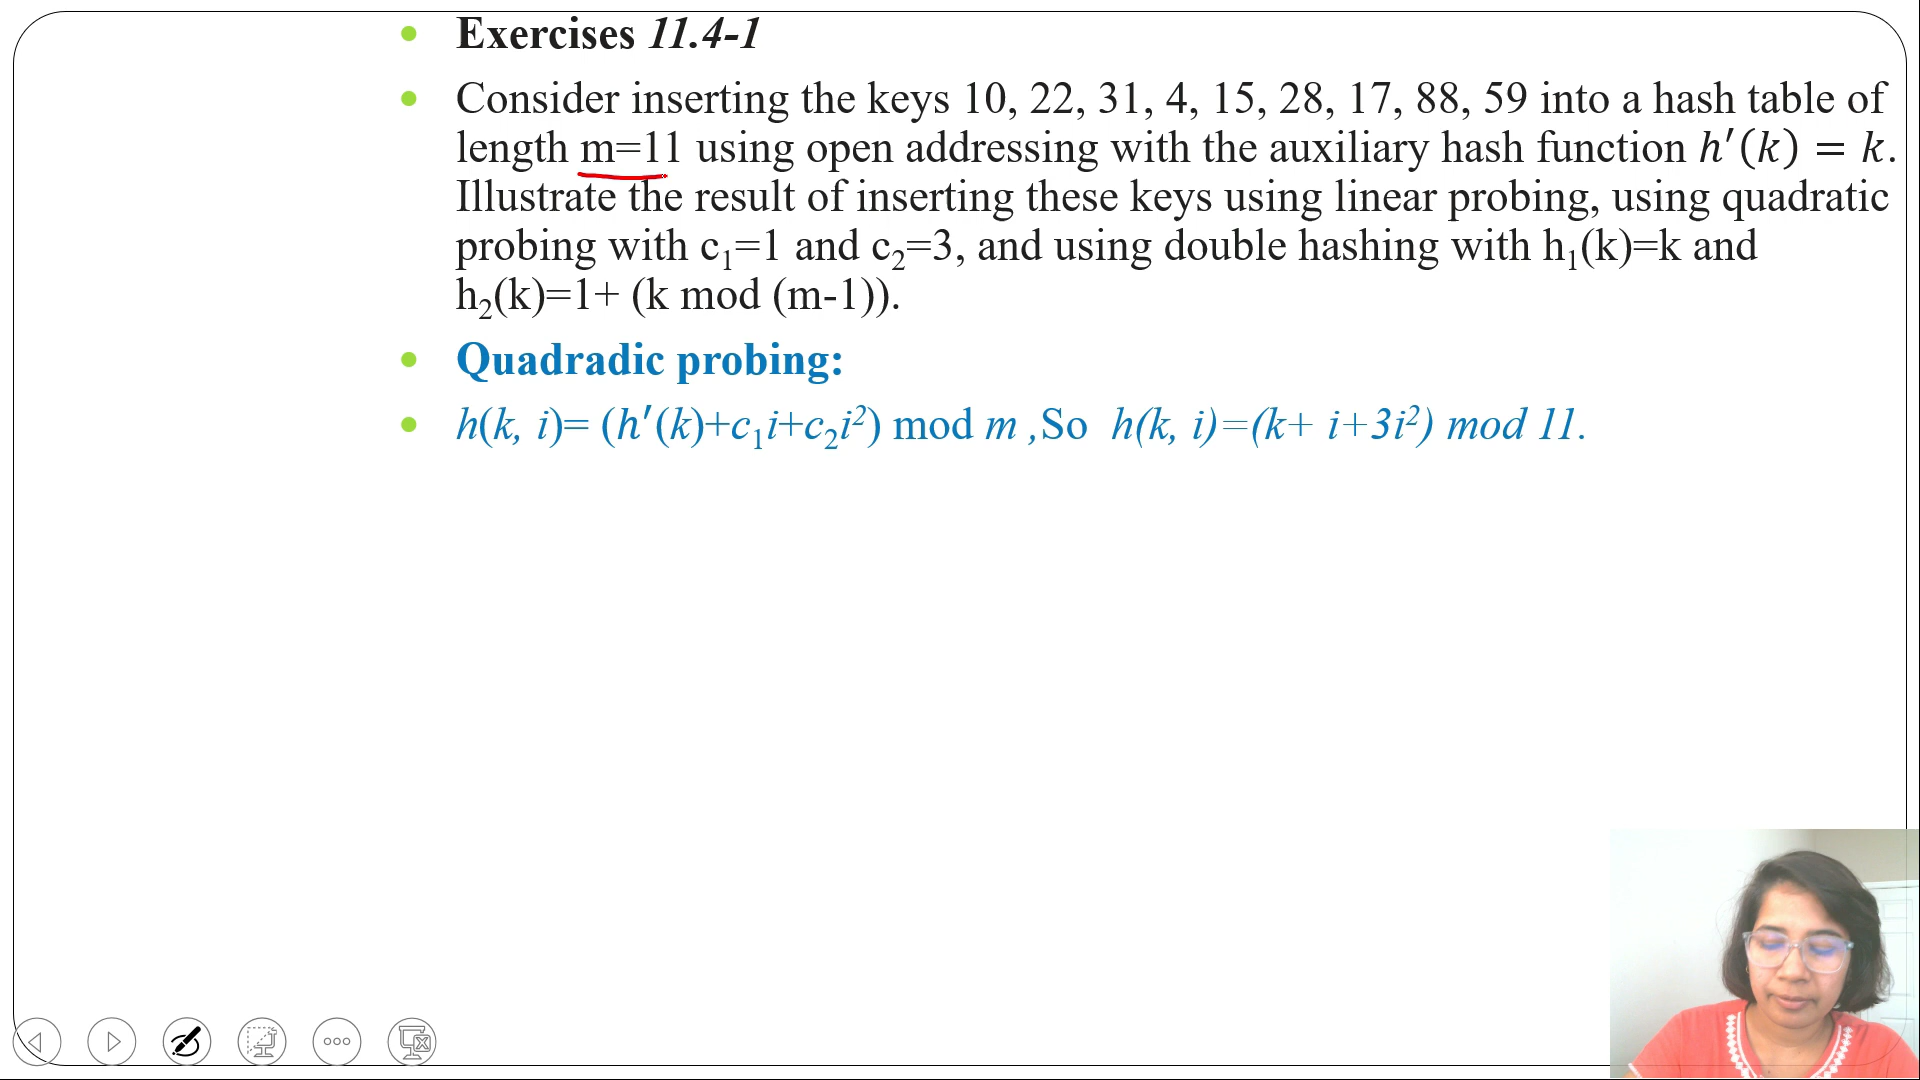 Exercises 11.4-1
Consider inserting the keys 10, 22, 31, 4, 15, 28, 17, 88, 59 into a hash table of
length m=11 using open addressing with the auxiliary hash function h′(k) = k.
Illustrate the result of inserting these keys using linear probing, using quadratic
probing with c₁=1 and c₂=3, and using double hashing with h₁(k)=k and
h₂(k)=1+ (k mod (m-1)).
Quadradic probing:
h(k, i)= (h′(k)+c₁i+c₂i²) mod m ,So h(k, i)=(k+ i+3i²) mod 11.